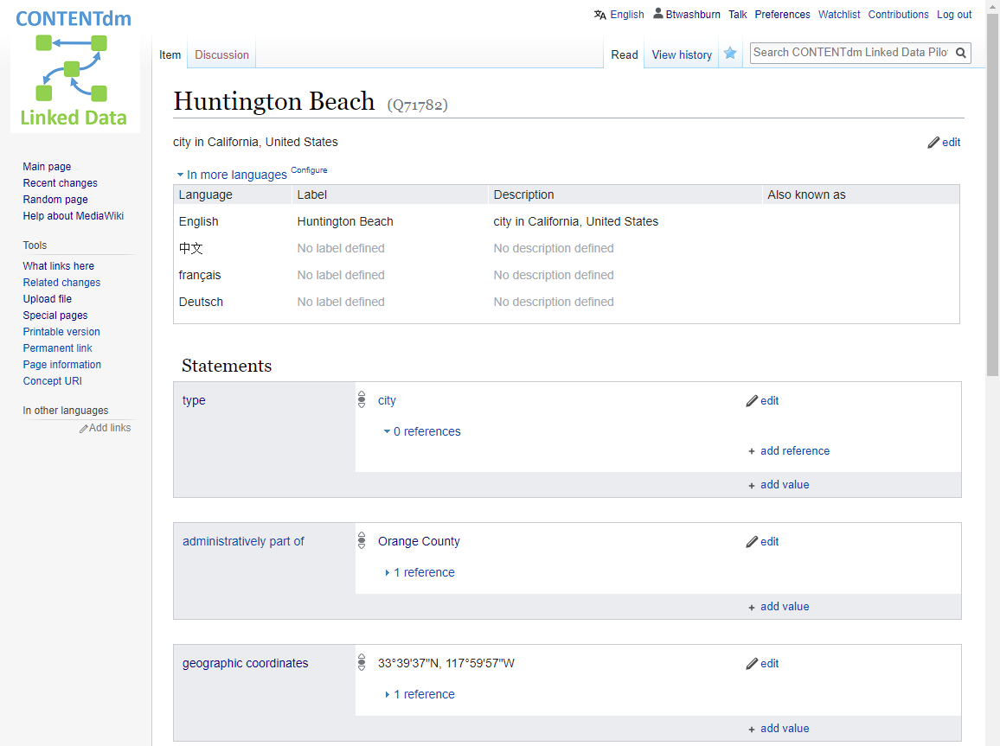 CONTENTdm
Linked Data
English Btwashburn Talk Preferences Watchlist Contributions Log out
Item Discussion Read View history Search CONTENTdm Linked Data Pilo
Main page
Recent changes
Random page
Help about MediaWiki
Tools
What links here
Related changes
Upload file
Special pages
Printable version
Permanent link
Page information
Concept URI
In other languages
Add links
Huntington Beach (Q71782)
city in California, United States edit
In more languages Configure
Language Label Description Also known as
English Huntington Beach city in California, United States
中文 No label defined No description defined
français No label defined No description defined
Deutsch No label defined No description defined
Statements
type city edit
0 references
+ add reference
+ add value
administratively part of Orange County edit
1 reference
+ add value
geographic coordinates 33°39'37"N, 117°59'57"W edit
1 reference
+ add value